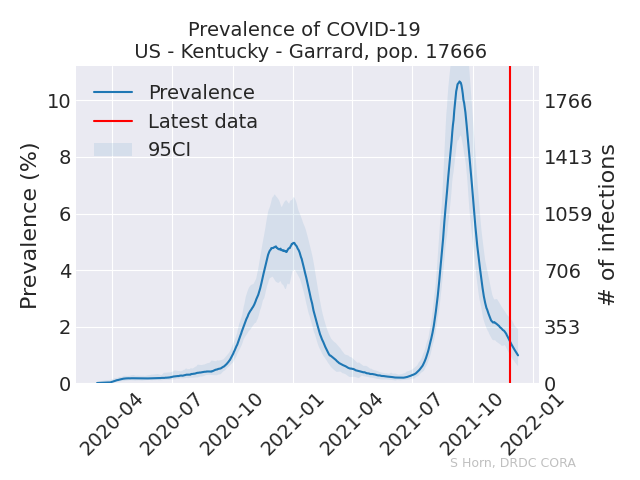 Prevalence of COVID-19
US - Kentucky - Garrard, pop. 17666
Prevalence
Latest data
95CI
Prevalence (%)
10
8
6
4
2
0
1766
1413
1059
706
353
0
# of infections
2020-04
2020-07
2020-10
2021-01
2021-04
2021-07
2021-10
2022-01
S Horn, DRDC CORA